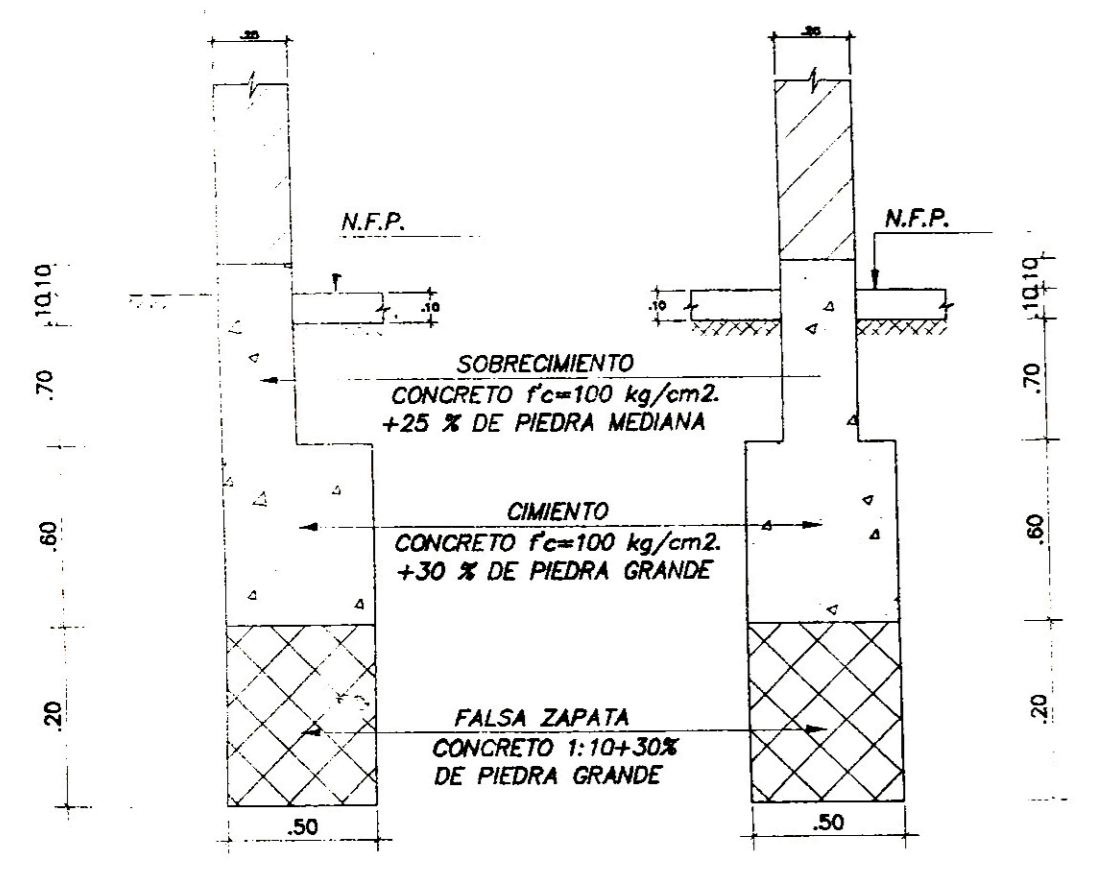 .25 .25
N.F.P. N.F.P.
.10 .10
.10 .10 .10 .10
SOBRECIMIENTO
.70 .70
CONCRETO f'c=100 kg/cm2.
+25 % DE PIEDRA MEDIANA
CIMIENTO
.60 .60
CONCRETO f'c=100 kg/cm2.
+30 % DE PIEDRA GRANDE
FALSA ZAPATA
.20 .20
CONCRETO 1:10+30%
DE PIEDRA GRANDE
.50 .50